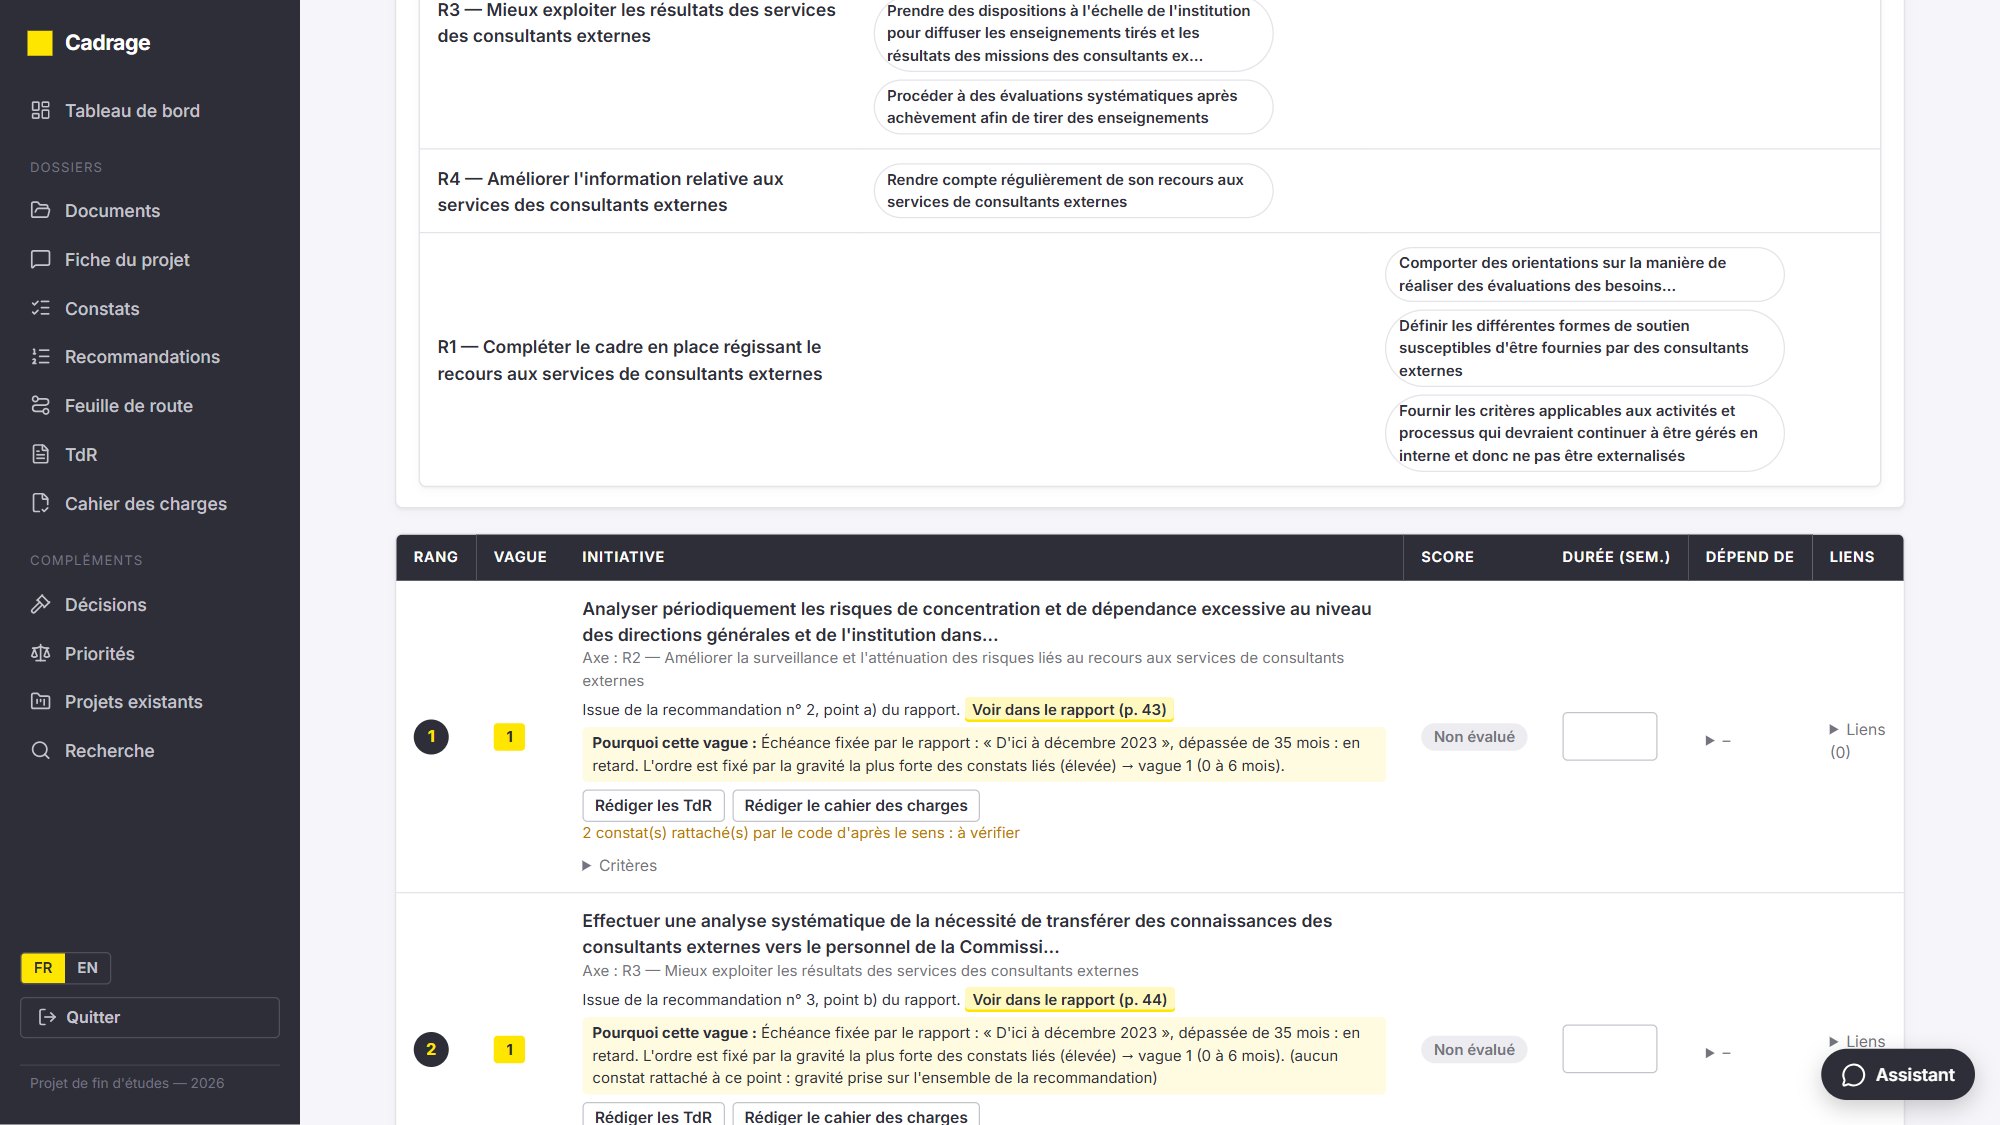 Cadrage
Tableau de bord
DOSSIERS
Documents
Fiche du projet
Constats
Recommandations
Feuille de route
TdR
Cahier des charges
COMPLÉMENTS
Décisions
Priorités
Projets existants
Recherche
FR EN
Quitter
Projet de fin d'études — 2026
R3 — Mieux exploiter les résultats des services
des consultants externes
Prendre des dispositions à l'échelle de l'institution
pour diffuser les enseignements tirés et les
résultats des missions des consultants ex...
Procéder à des évaluations systématiques après
achèvement afin de tirer des enseignements
R4 — Améliorer l'information relative aux
services des consultants externes
Rendre compte régulièrement de son recours aux
services de consultants externes
R1 — Compléter le cadre en place régissant le
recours aux services de consultants externes
Comporter des orientations sur la manière de
réaliser des évaluations des besoins...
Définir les différentes formes de soutien
susceptibles d'être fournies par des consultants
externes
Fournir les critères applicables aux activités et
processus qui devraient continuer à être gérés en
interne et donc ne pas être externalisés
RANG VAGUE INITIATIVE SCORE DURÉE (SEM.) DÉPEND DE LIENS
1
1
Analyser périodiquement les risques de concentration et de dépendance excessive au niveau
des directions générales et de l'institution dans...
Axe : R2 — Améliorer la surveillance et l'atténuation des risques liés au recours aux services de consultants
externes
Issue de la recommandation n° 2, point a) du rapport. Voir dans le rapport (p. 43)
Pourquoi cette vague : Échéance fixée par le rapport : « D'ici à décembre 2023 », dépassée de 35 mois : en
retard. L'ordre est fixé par la gravité la plus forte des constats liés (élevée) → vague 1 (0 à 6 mois).
Rédiger les TdR Rédiger le cahier des charges
2 constat(s) rattaché(s) par le code d'après le sens : à vérifier
▶ Critères
Non évalué
▶ –
▶ Liens
(0)
2
1
Effectuer une analyse systématique de la nécessité de transférer des connaissances des
consultants externes vers le personnel de la Commissi...
Axe : R3 — Mieux exploiter les résultats des services des consultants externes
Issue de la recommandation n° 3, point b) du rapport. Voir dans le rapport (p. 44)
Pourquoi cette vague : Échéance fixée par le rapport : « D'ici à décembre 2023 », dépassée de 35 mois : en
retard. L'ordre est fixé par la gravité la plus forte des constats liés (élevée) → vague 1 (0 à 6 mois). (aucun
constat rattaché à ce point : gravité prise sur l'ensemble de la recommandation)
Rédiger les TdR Rédiger le cahier des charges
Non évalué
▶ –
▶ Liens
Assistant